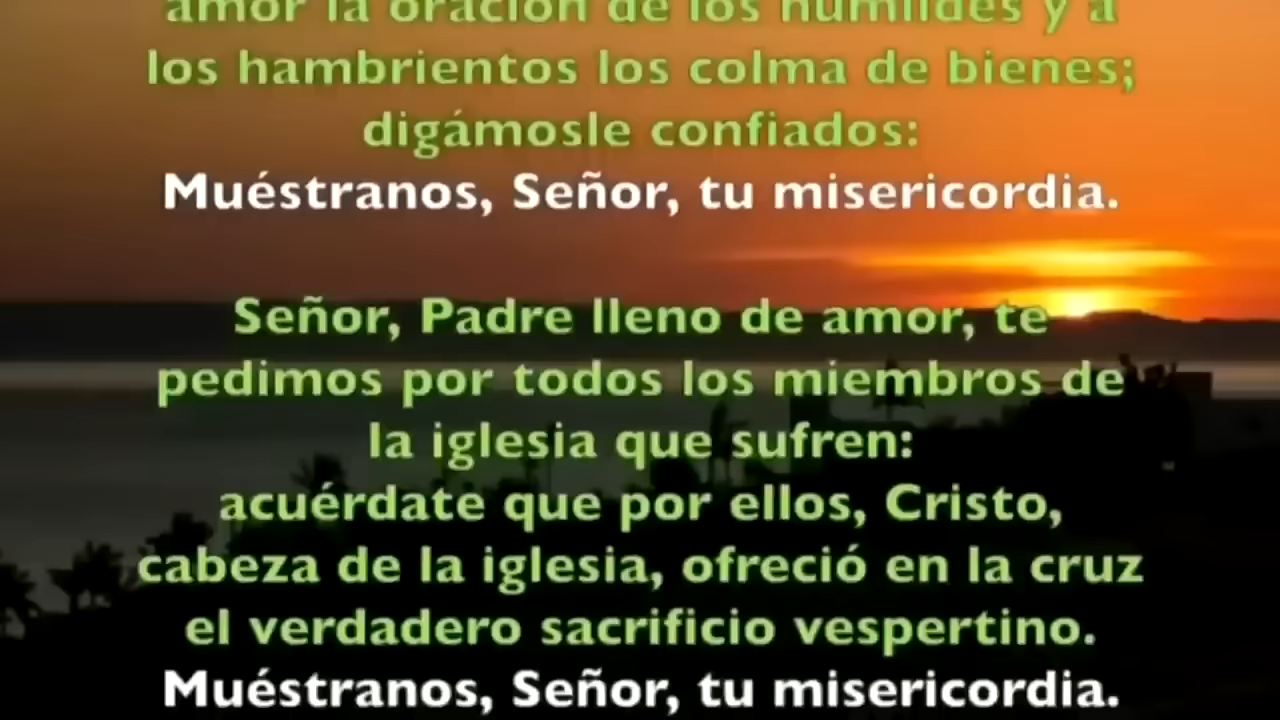 amor la oración de los humildes y a
los hambrientos los colma de bienes;
digámosle confiados:
Muéstranos, Señor, tu misericordia.
Señor, Padre lleno de amor, te
pedimos por todos los miembros de
la iglesia que sufren:
acuérdate que por ellos, Cristo,
cabeza de la iglesia, ofreció en la cruz
el verdadero sacrificio vespertino.
Muéstranos, Señor, tu misericordia.